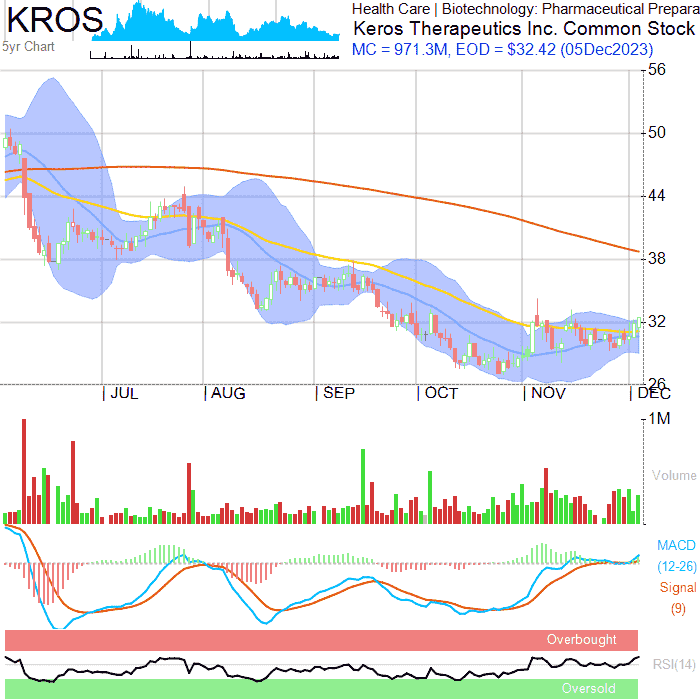 KROS
5yr Chart
Health Care | Biotechnology: Pharmaceutical Prepara
Keros Therapeutics Inc. Common Stock
MC = 971.3M, EOD = $32.42 (05Dec2023)
56
50
44
38
32
26
JUL
AUG
SEP
OCT
NOV
DEC
1M
Volume
MACD
(12-26)
Signal
(9)
Overbought
RSI(14)
Oversold